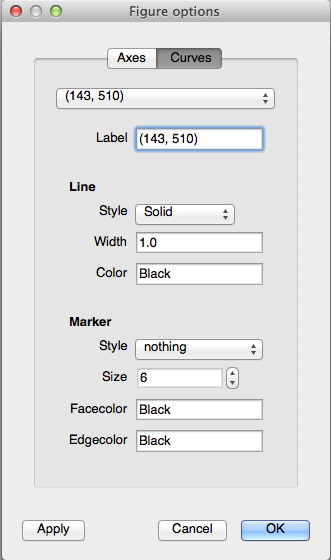 Figure options
Axes Curves
(143, 510)
Label (143, 510)
Line
Style Solid
Width 1.0
Color Black
Marker
Style nothing
Size 6
Facecolor Black
Edgecolor Black
Apply Cancel OK